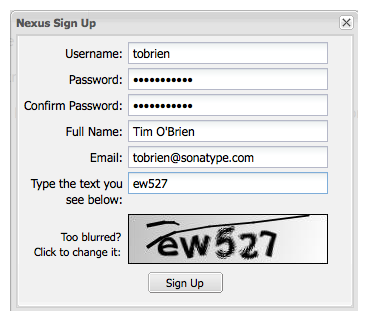 Nexus Sign Up
Username: tobrien
Password: •••••••••••
Confirm Password: •••••••••••
Full Name: Tim O'Brien
Email: tobrien@sonatype.com
Type the text you see below: ew527
Too blurred?
Click to change it: ew527
Sign Up